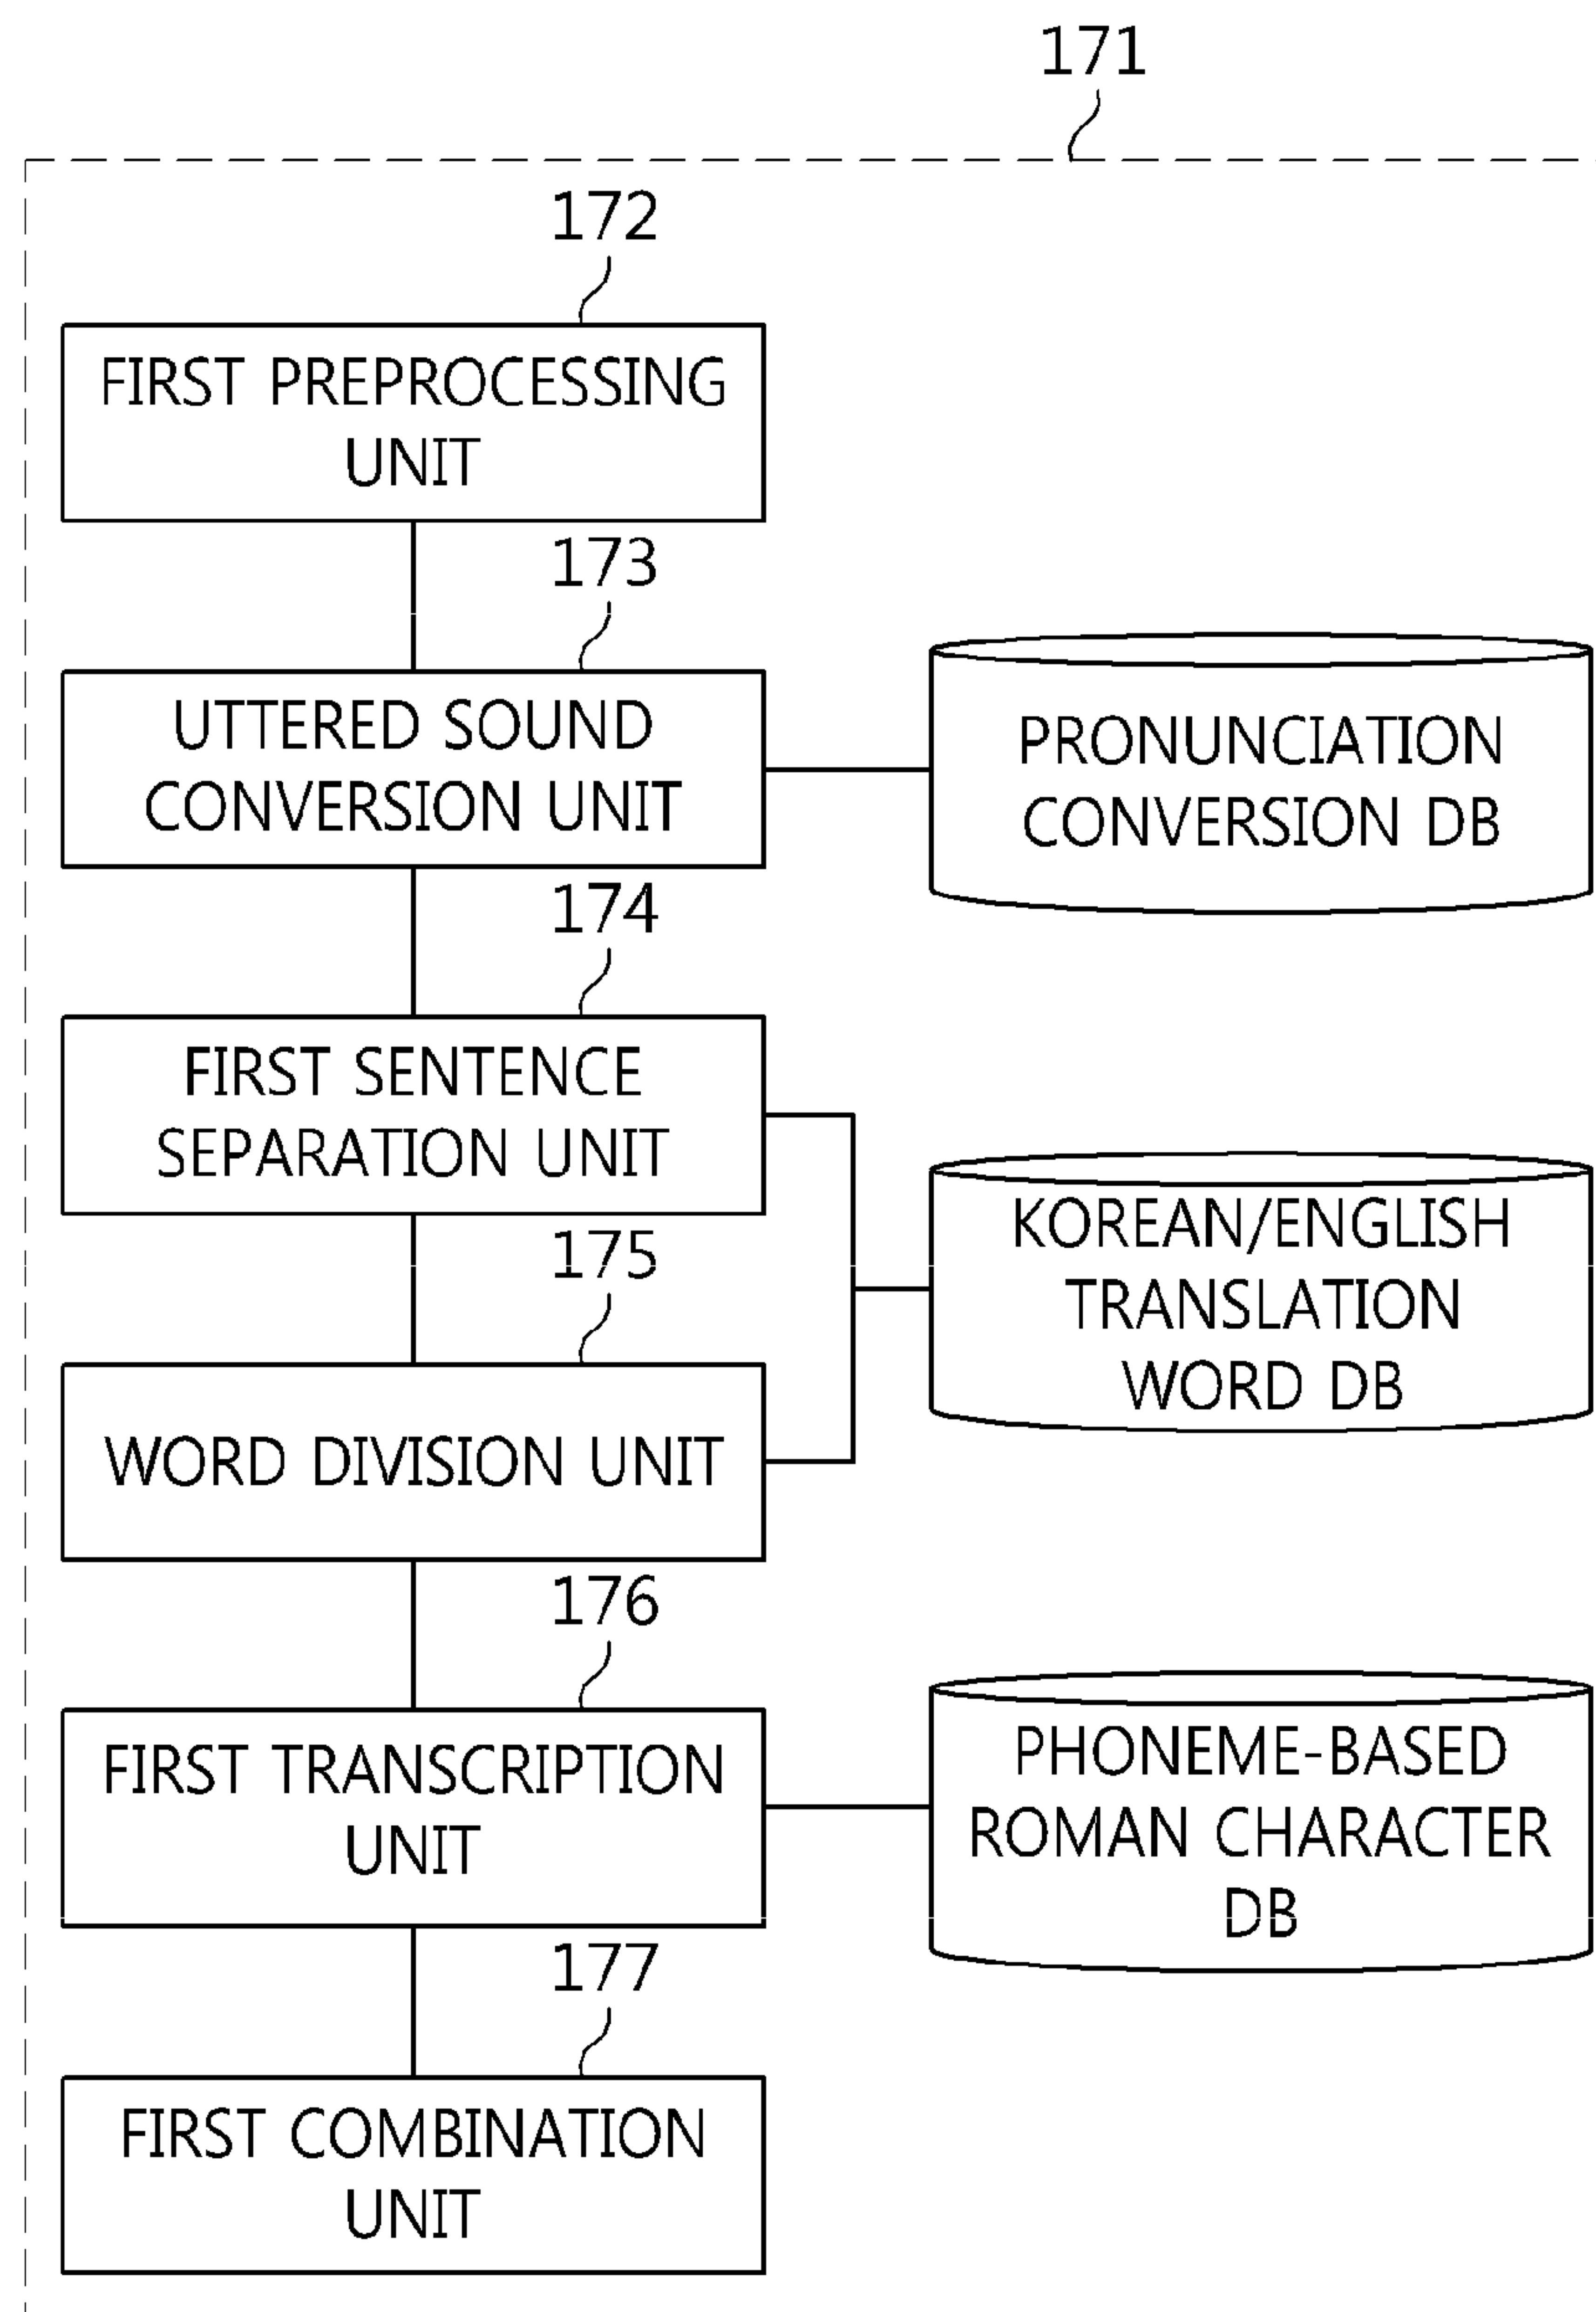 171
172
FIRST PREPROCESSING
UNIT
173
UTTERED SOUND
CONVERSION UNIT
PRONUNCIATION
CONVERSION DB
174
FIRST SENTENCE
SEPARATION UNIT
175
WORD DIVISION UNIT
KOREAN/ENGLISH
TRANSLATION
WORD DB
176
FIRST TRANSCRIPTION
UNIT
PHONEME-BASED
ROMAN CHARACTER
DB
177
FIRST COMBINATION
UNIT